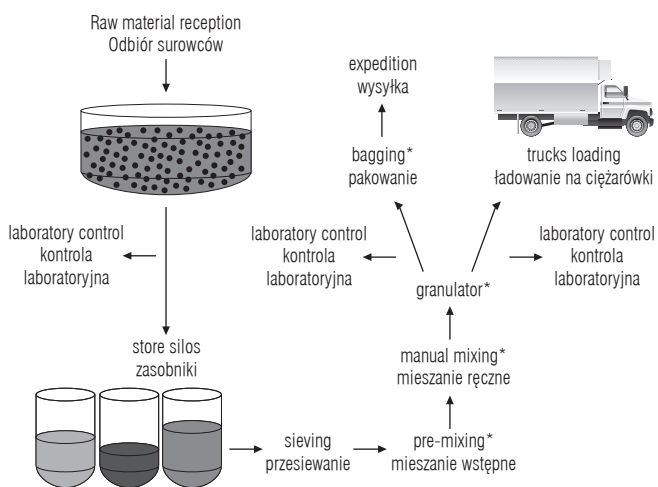 Raw material reception
Odbiór surowców
expedition
wysyłka
bagging*
pakowanie
trucks loading
ładowanie na ciężarówki
laboratory control
kontrola
laboratoryjna
laboratory control
kontrola
laboratoryjna
laboratory control
kontrola
laboratoryjna
granulator*
store silos
zasobniki
manual mixing*
mieszanie ręczne
sieving
przesiewanie
pre-mixing*
mieszanie wstępne